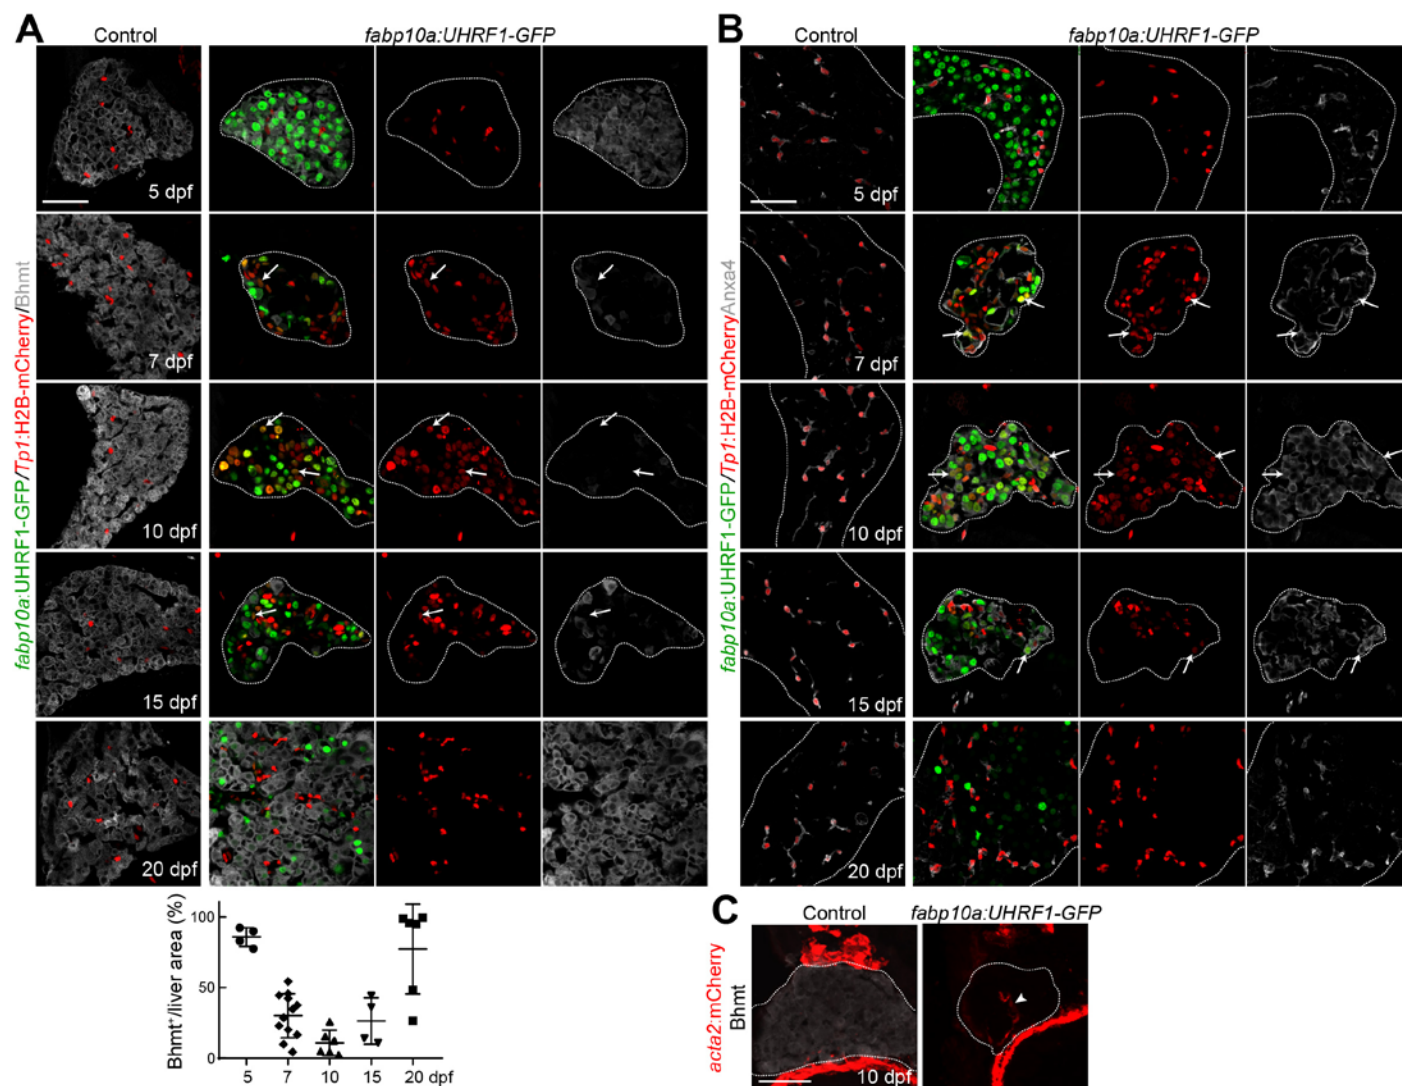 A
Control
fabp10a:UHRF1-GFP
fabp10a:UHRF1-GFP/Tp1:H2B-mCherry/Bhmt
5 dpf
7 dpf
10 dpf
15 dpf
20 dpf
Bhmt⁺/liver area (%)
100
50
0
5 7 10 15 20 dpf
B
Control
fabp10a:UHRF1-GFP
fabp10a:UHRF1-GFP/Tp1:H2B-mCherry/Anxa4
5 dpf
7 dpf
10 dpf
15 dpf
20 dpf
C
Control
fabp10a:UHRF1-GFP
acta2:mCherry
Bhmt
10 dpf